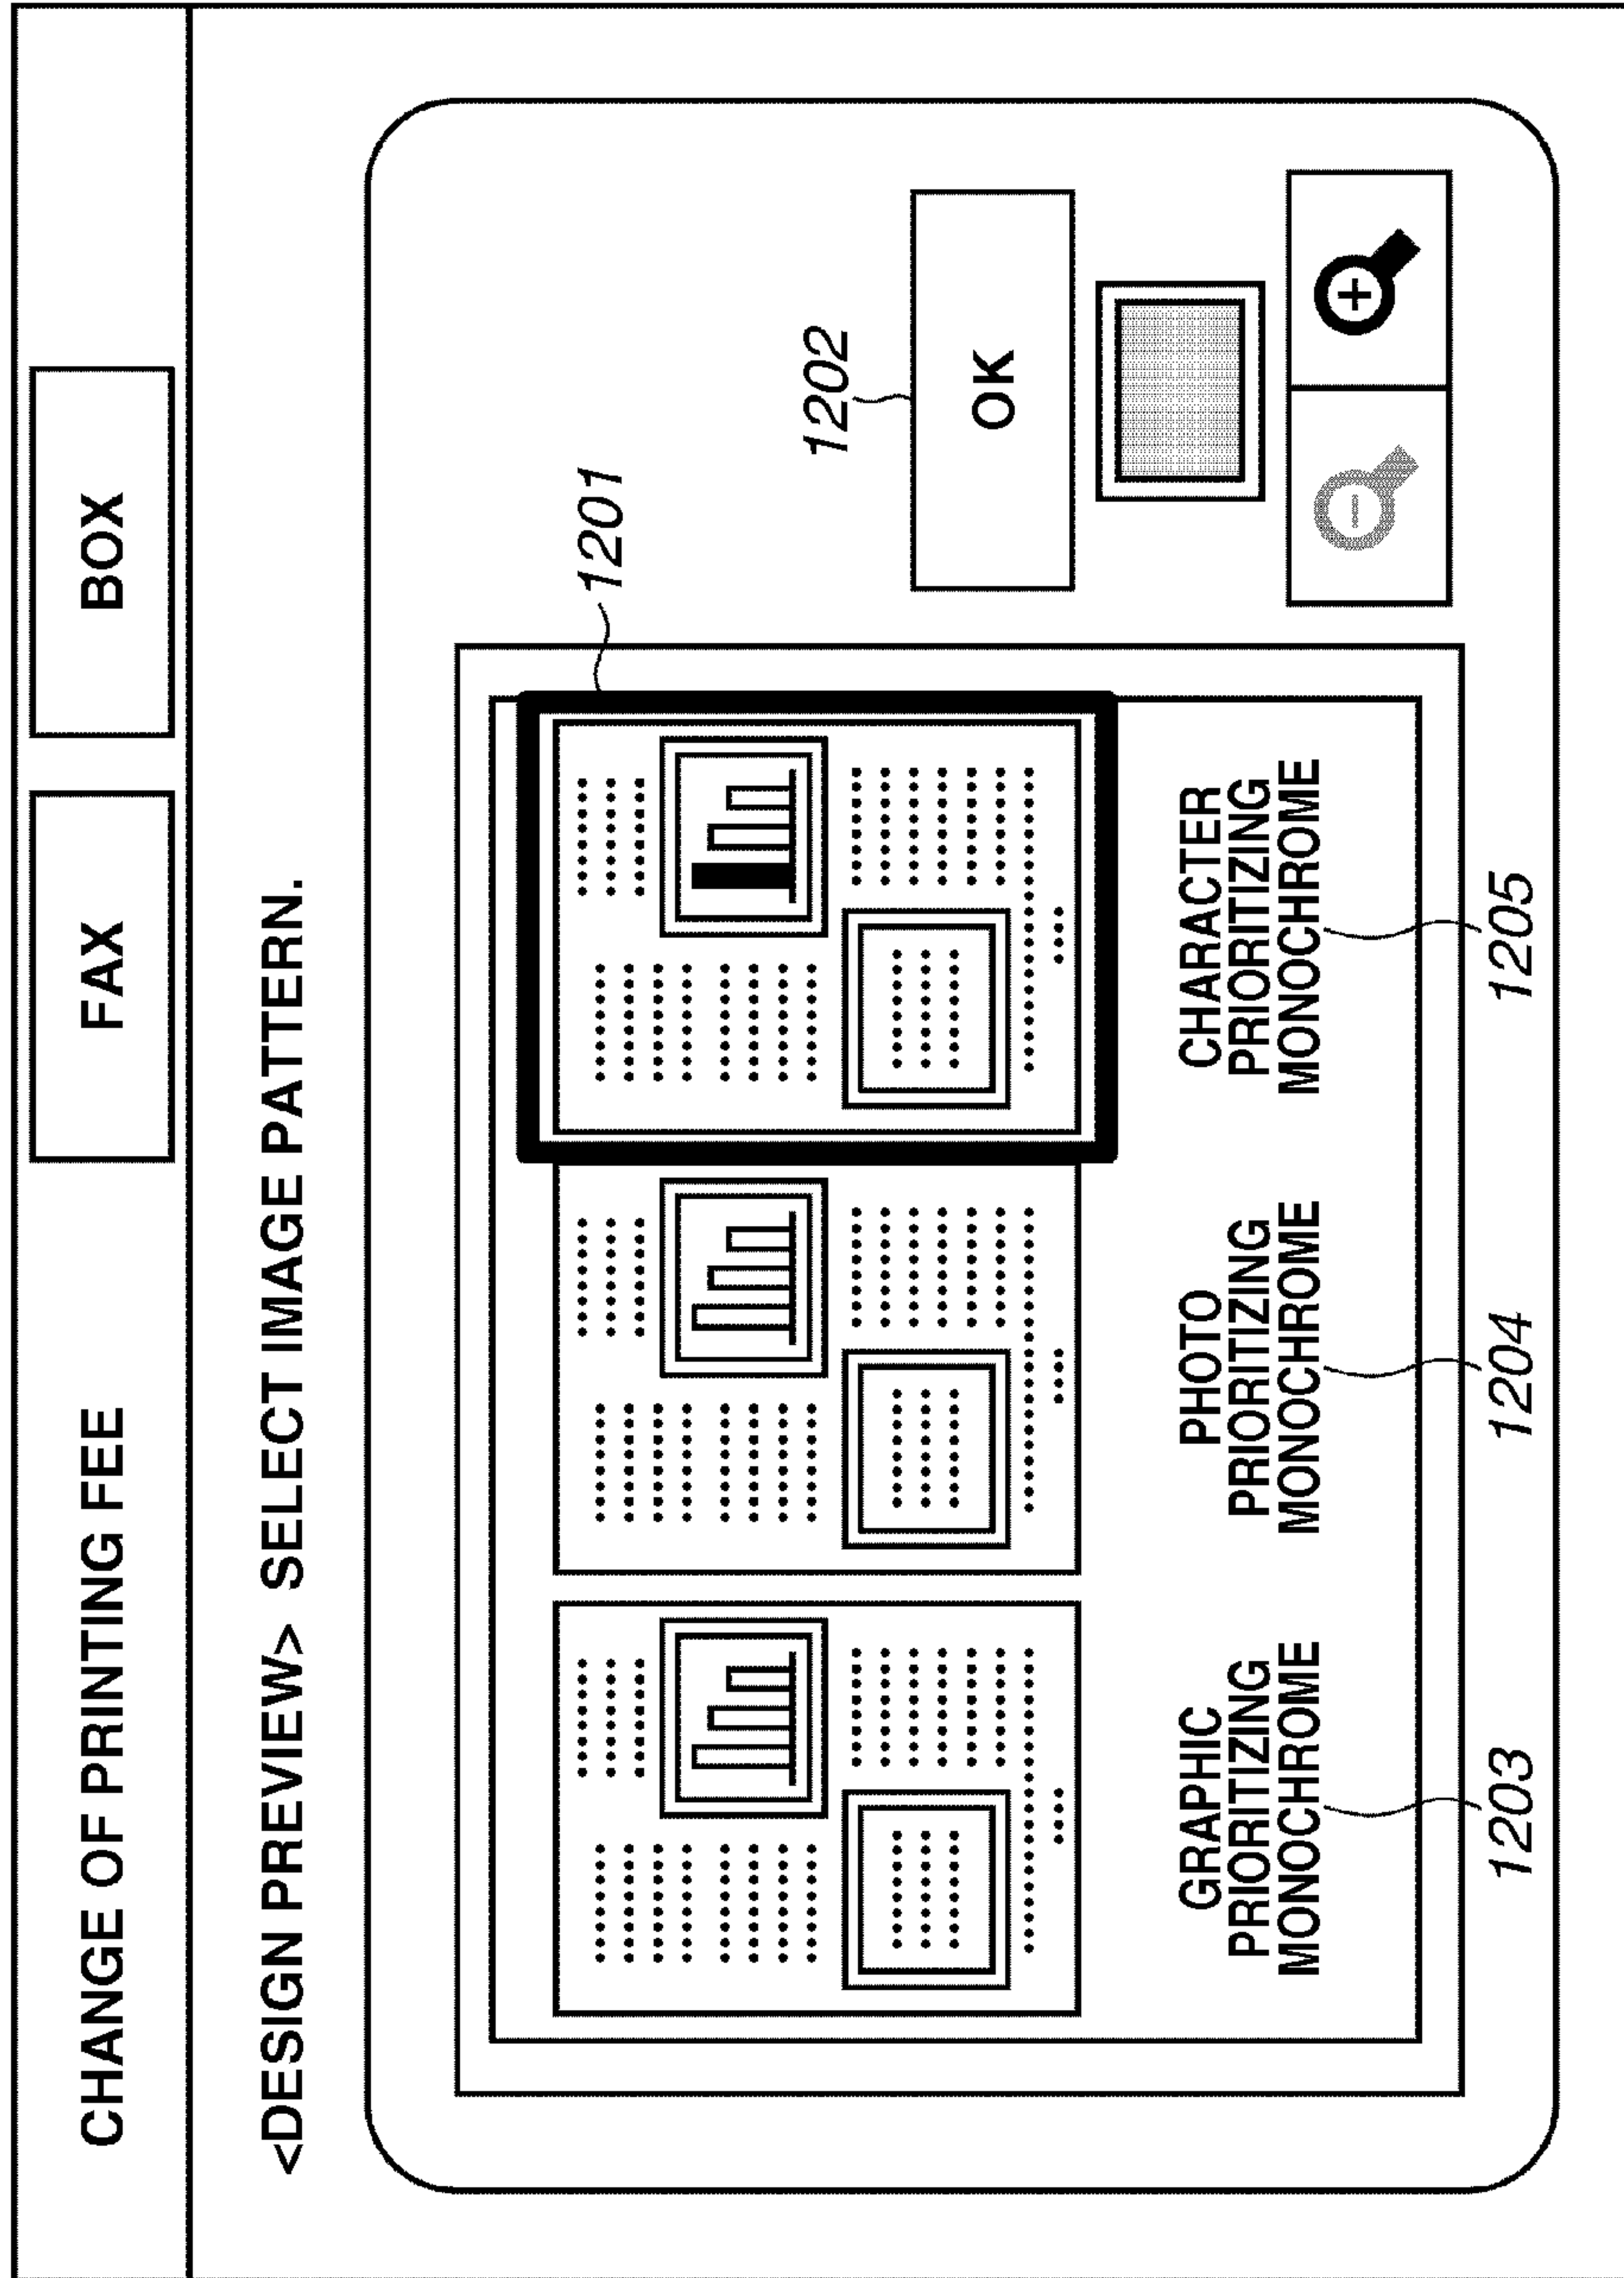 CHANGE OF PRINTING FEE
FAX
BOX
<DESIGN PREVIEW> SELECT IMAGE PATTERN.
1201
1202
OK
GRAPHIC
PRIORITIZING
MONOCHROME
PHOTO
PRIORITIZING
MONOCHROME
CHARACTER
PRIORITIZING
MONOCHROME
1203
1204
1205